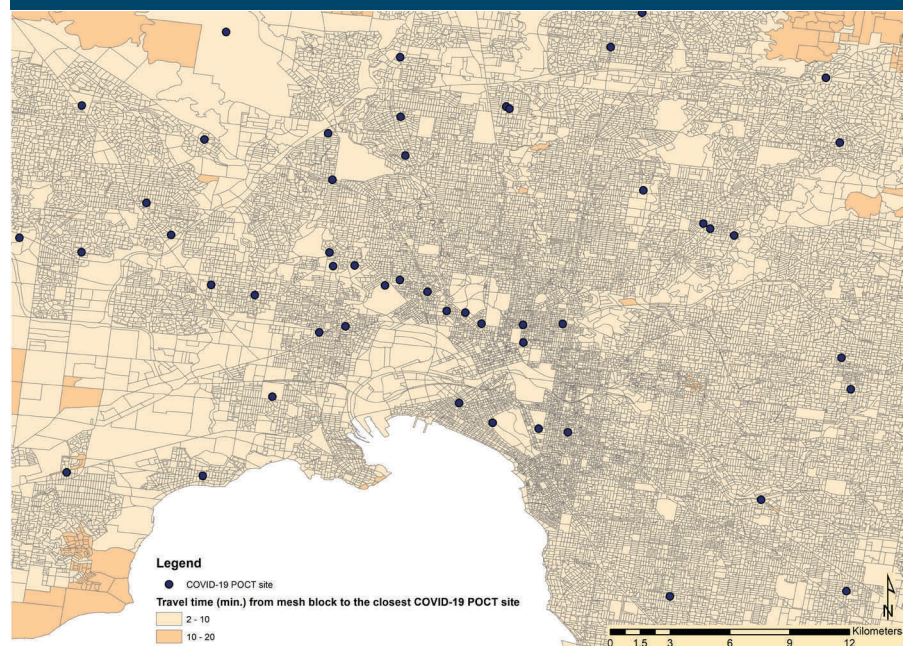 Legend
COVID-19 POCT site
Travel time (min.) from mesh block to the closest COVID-19 POCT site
2 - 10
10 - 20
N
Kilometers
0 1.5 3 6 9 12